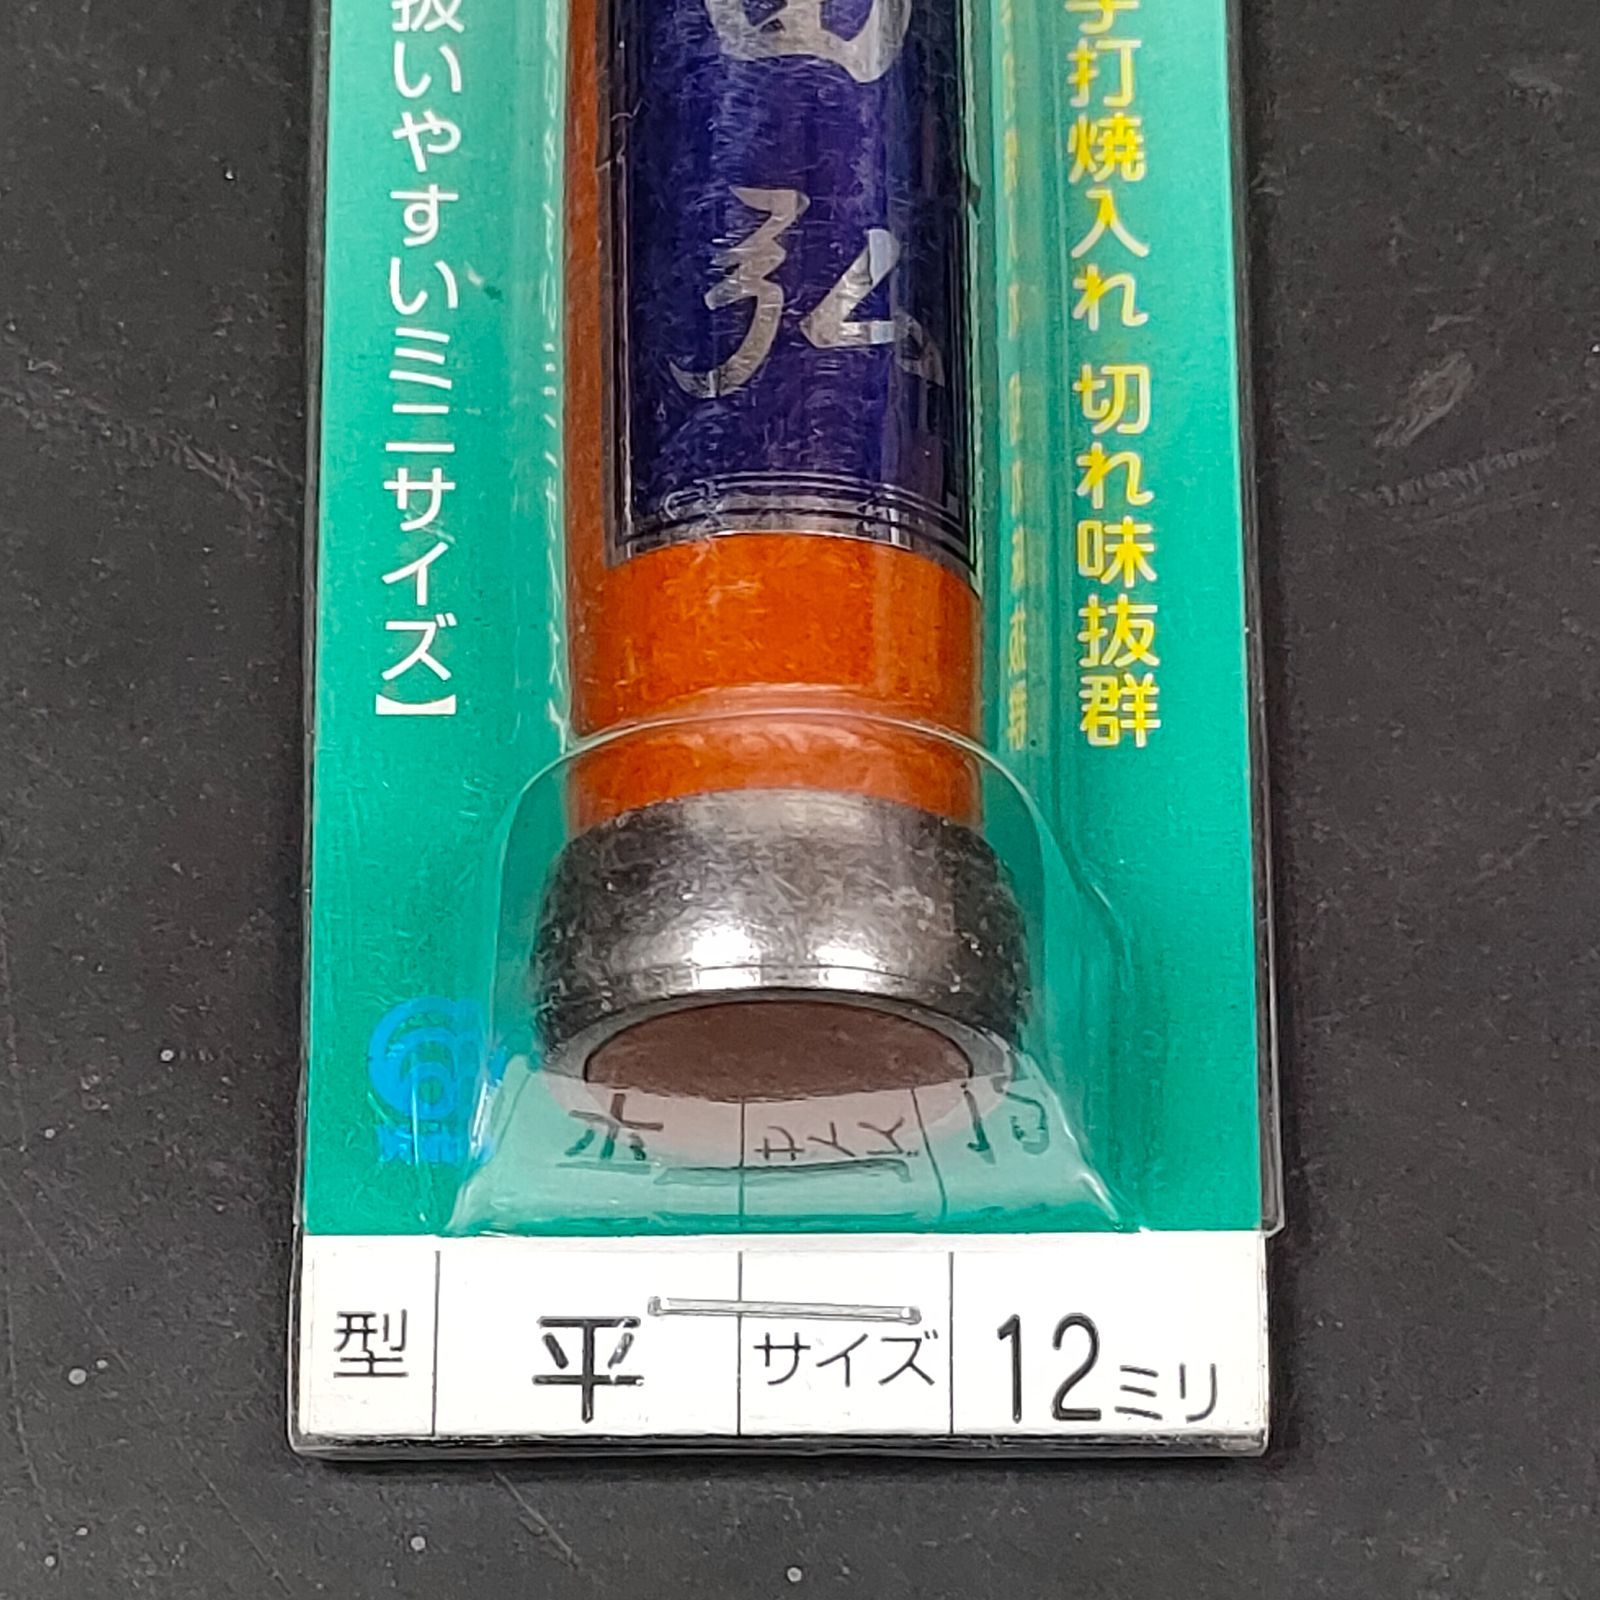 手打焼入れ 切れ味抜群
田弘
扱いやすいミニサイズ】
型 平 サイズ 12ミリ